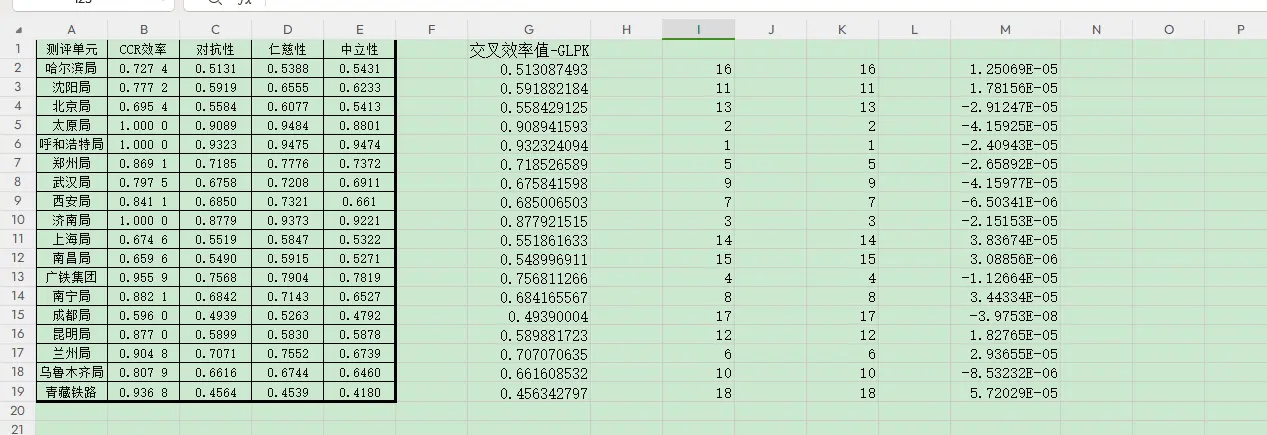 A B C D E F G H I J K L M N O P
1 测评单元 CCR效率 对抗性 仁慈性 中立性 交叉效率值-GLPK
2 哈尔滨局 0.727 4 0.5131 0.5388 0.5431 0.513087493 16 16 1.25069E-05
3 沈阳局 0.777 2 0.5919 0.6555 0.6233 0.591882184 11 11 1.78156E-05
4 北京局 0.695 4 0.5584 0.6077 0.5413 0.558429125 13 13 -2.91247E-05
5 太原局 1.000 0 0.9089 0.9484 0.8801 0.908941593 2 2 -4.15925E-05
6 呼和浩特局 1.000 0 0.9323 0.9475 0.9474 0.932324094 1 1 -2.40943E-05
7 郑州局 0.869 1 0.7185 0.7776 0.7372 0.718526589 5 5 -2.65892E-05
8 武汉局 0.797 5 0.6758 0.7208 0.6911 0.675841598 9 9 -4.15977E-05
9 西安局 0.841 1 0.6850 0.7321 0.661 0.685006503 7 7 -6.50341E-06
10 济南局 1.000 0 0.8779 0.9373 0.9221 0.877921515 3 3 -2.15153E-05
11 上海局 0.674 6 0.5519 0.5847 0.5322 0.551861633 14 14 3.83674E-05
12 南昌局 0.659 6 0.5490 0.5915 0.5271 0.548996911 15 15 3.08856E-06
13 广铁集团 0.955 9 0.7568 0.7904 0.7819 0.756811266 4 4 -1.12664E-05
14 南宁局 0.882 1 0.6842 0.7143 0.6527 0.684165567 8 8 3.44334E-05
15 成都局 0.596 0 0.4939 0.5263 0.4792 0.49390004 17 17 -3.9753E-08
16 昆明局 0.877 0 0.5899 0.5830 0.5878 0.589881723 12 12 1.82765E-05
17 兰州局 0.904 8 0.7071 0.7552 0.6739 0.707070635 6 6 2.93655E-05
18 乌鲁木齐局 0.807 9 0.6616 0.6744 0.6460 0.661608532 10 10 -8.53232E-06
19 青藏铁路 0.936 8 0.4564 0.4539 0.4180 0.456342797 18 18 5.72029E-05
20
21